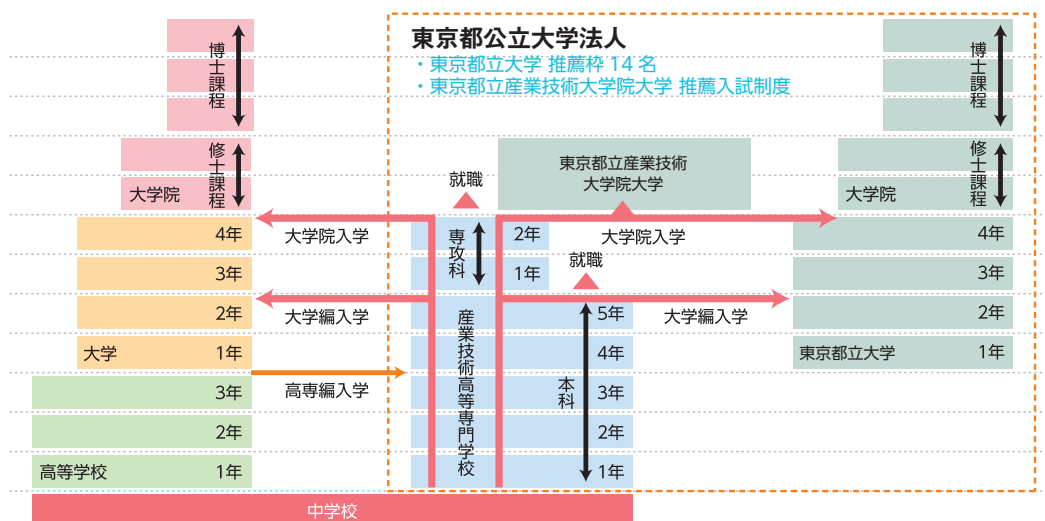 東京都公立大学法人
・東京都立大学 推薦枠 14 名
・東京都立産業技術大学院大学 推薦入試制度
博士課程
修士課程
大学院
4年
3年
2年
大学
1年
3年
2年
高等学校
1年
中学校
大学院入学
大学編入学
高専編入学
就職
専攻科
2年
1年
産業技術高等専門学校
本科
5年
4年
3年
2年
1年
就職
東京都立産業技術
大学院大学
大学院入学
大学編入学
博士課程
修士課程
大学院
4年
3年
2年
東京都立大学
1年